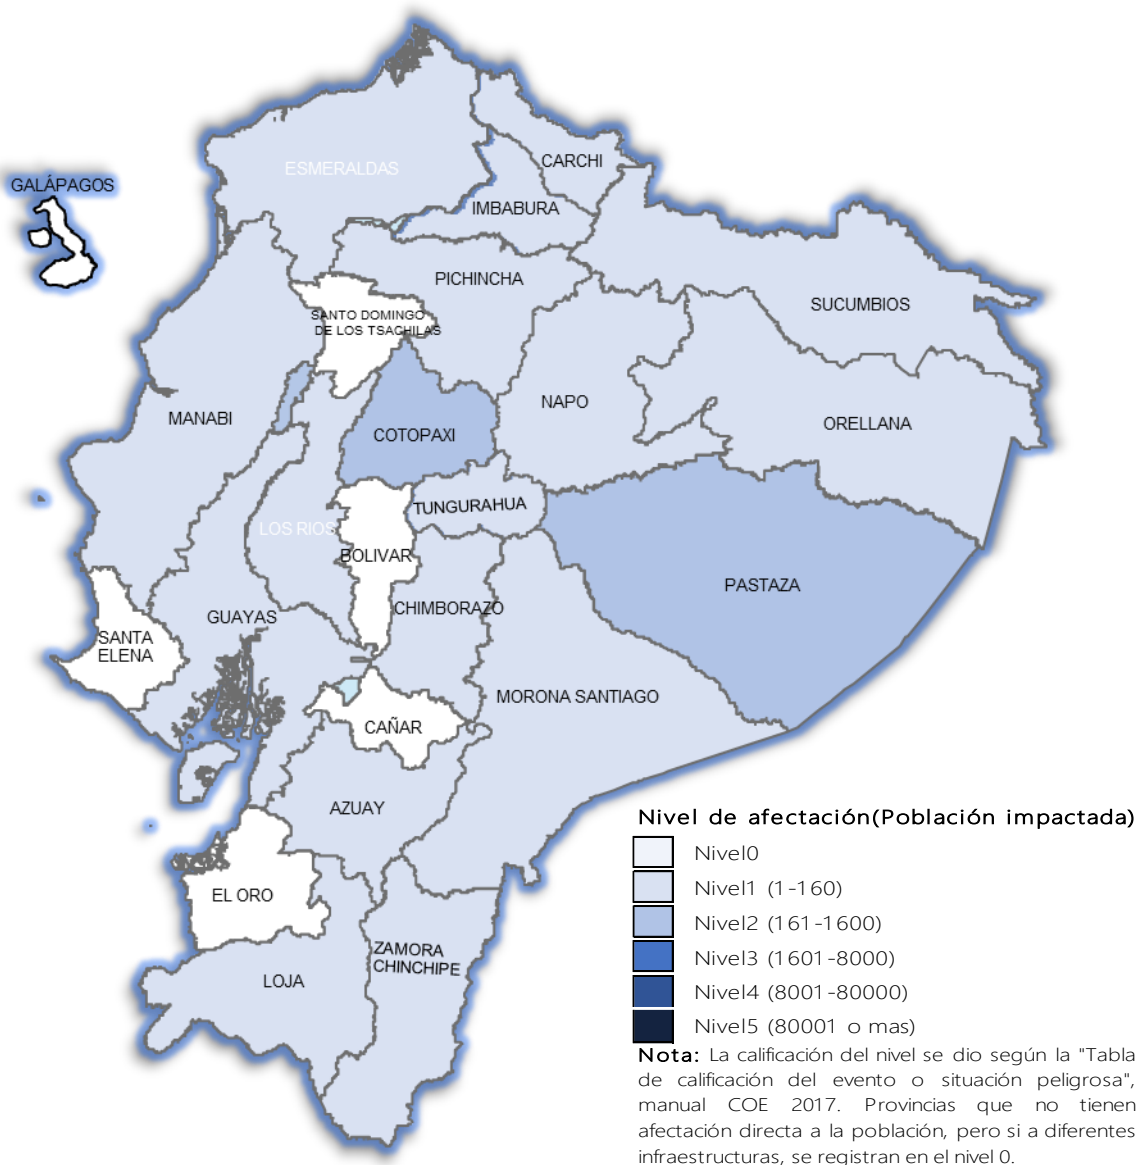 ESMERALDAS
CARCHI
GALÁPAGOS
IMBABURA
PICHINCHA
SUCUMBIOS
SANTO DOMINGO
DE LOS TSACHILAS
NAPO
MANABI
ORELLANA
COTOPAXI
TUNGURAHUA
LOS RIOS
BOLIVAR
PASTAZA
CHIMBORAZO
GUAYAS
SANTA
ELENA
MORONA SANTIAGO
CAÑAR
AZUAY
EL ORO
ZAMORA
CHINCHIPE
LOJA
Nivel de afectación(Población impactada)
Nivel0
Nivel1 (1-160)
Nivel2 (161-1600)
Nivel3 (1601-8000)
Nivel4 (8001-80000)
Nivel5 (80001 o mas)
Nota: La calificación del nivel se dio según la "Tabla
de calificación del evento o situación peligrosa",
manual COE 2017. Provincias que no tienen
afectación directa a la población, pero si a diferentes
infraestructuras, se registran en el nivel 0.